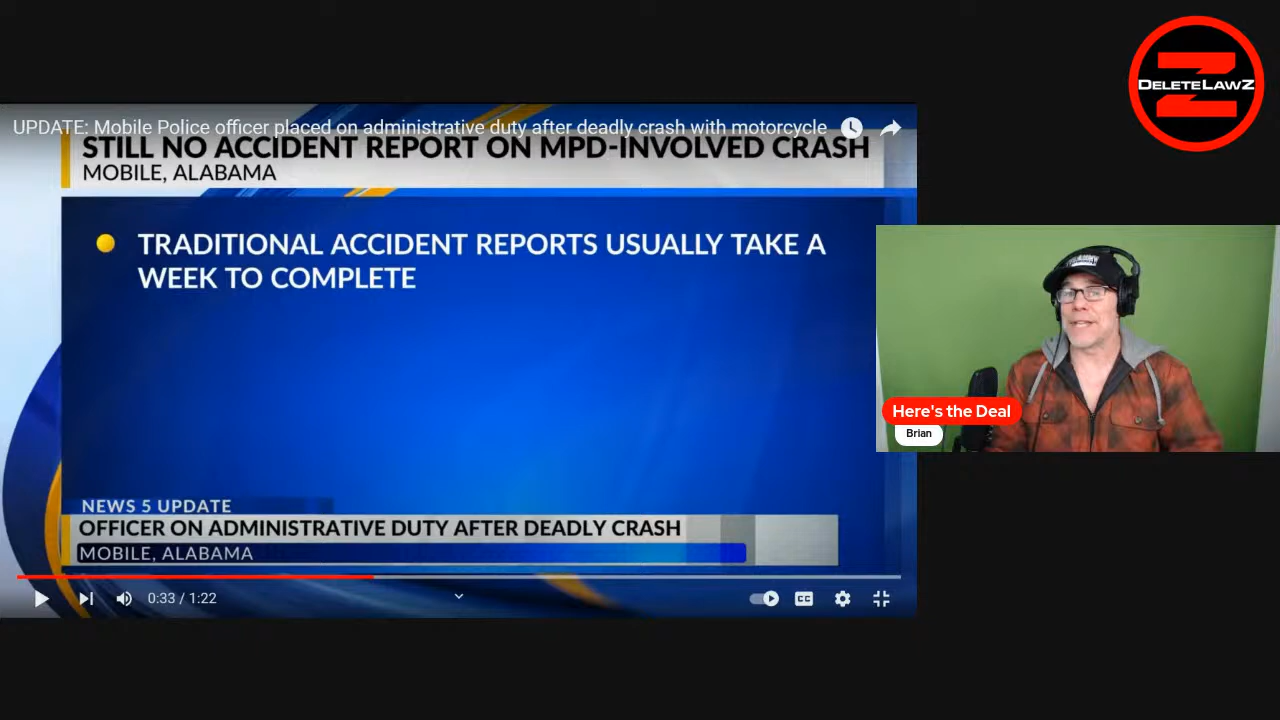 DELETELAWZ
UPDATE: Mobile Police officer placed on administrative duty after deadly crash with motorcycle
STILL NO ACCIDENT REPORT ON MPD-INVOLVED CRASH
MOBILE, ALABAMA
TRADITIONAL ACCIDENT REPORTS USUALLY TAKE A
WEEK TO COMPLETE
Here's the Deal
Brian
NEWS 5 UPDATE
OFFICER ON ADMINISTRATIVE DUTY AFTER DEADLY CRASH
MOBILE, ALABAMA
0:33 / 1:22
CC